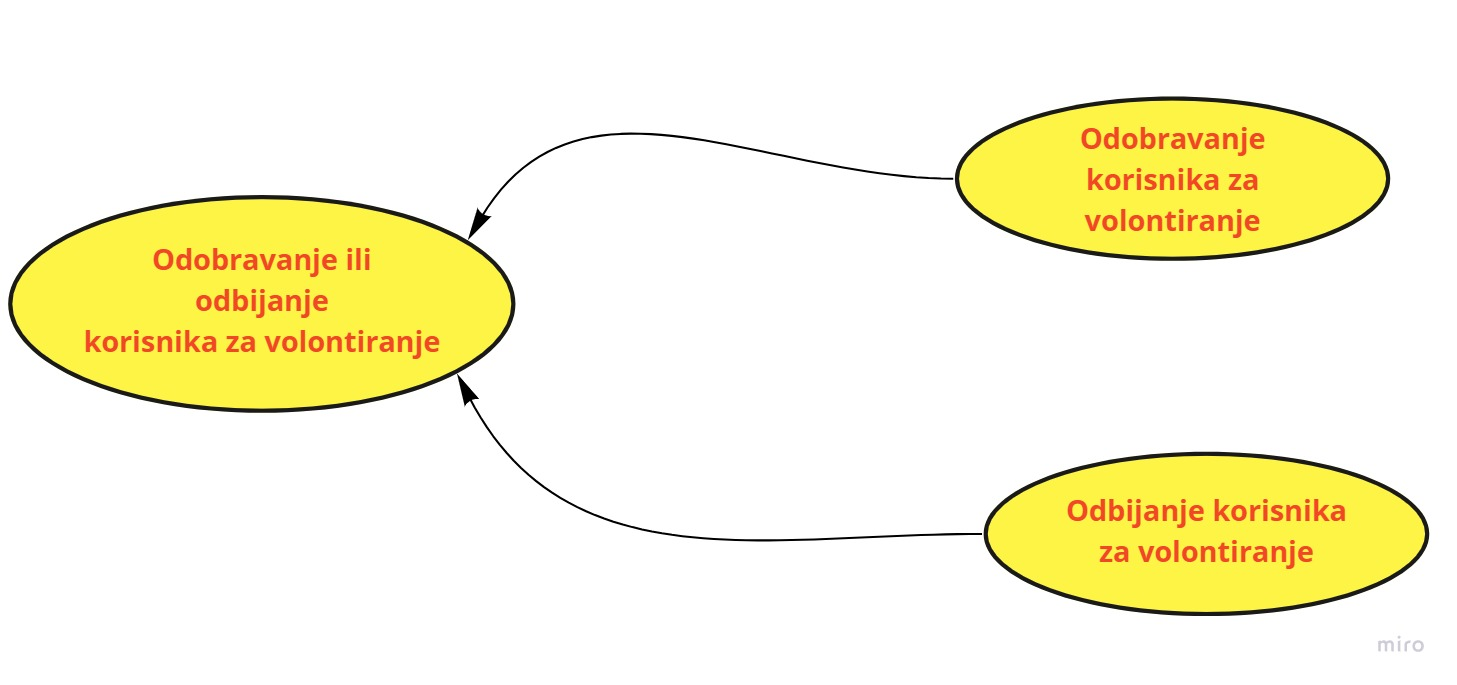 Odobravanje ili
odbijanje
korisnika za volontiranje
Odobravanje
korisnika za
volontiranje
Odbijanje korisnika
za volontiranje
miro